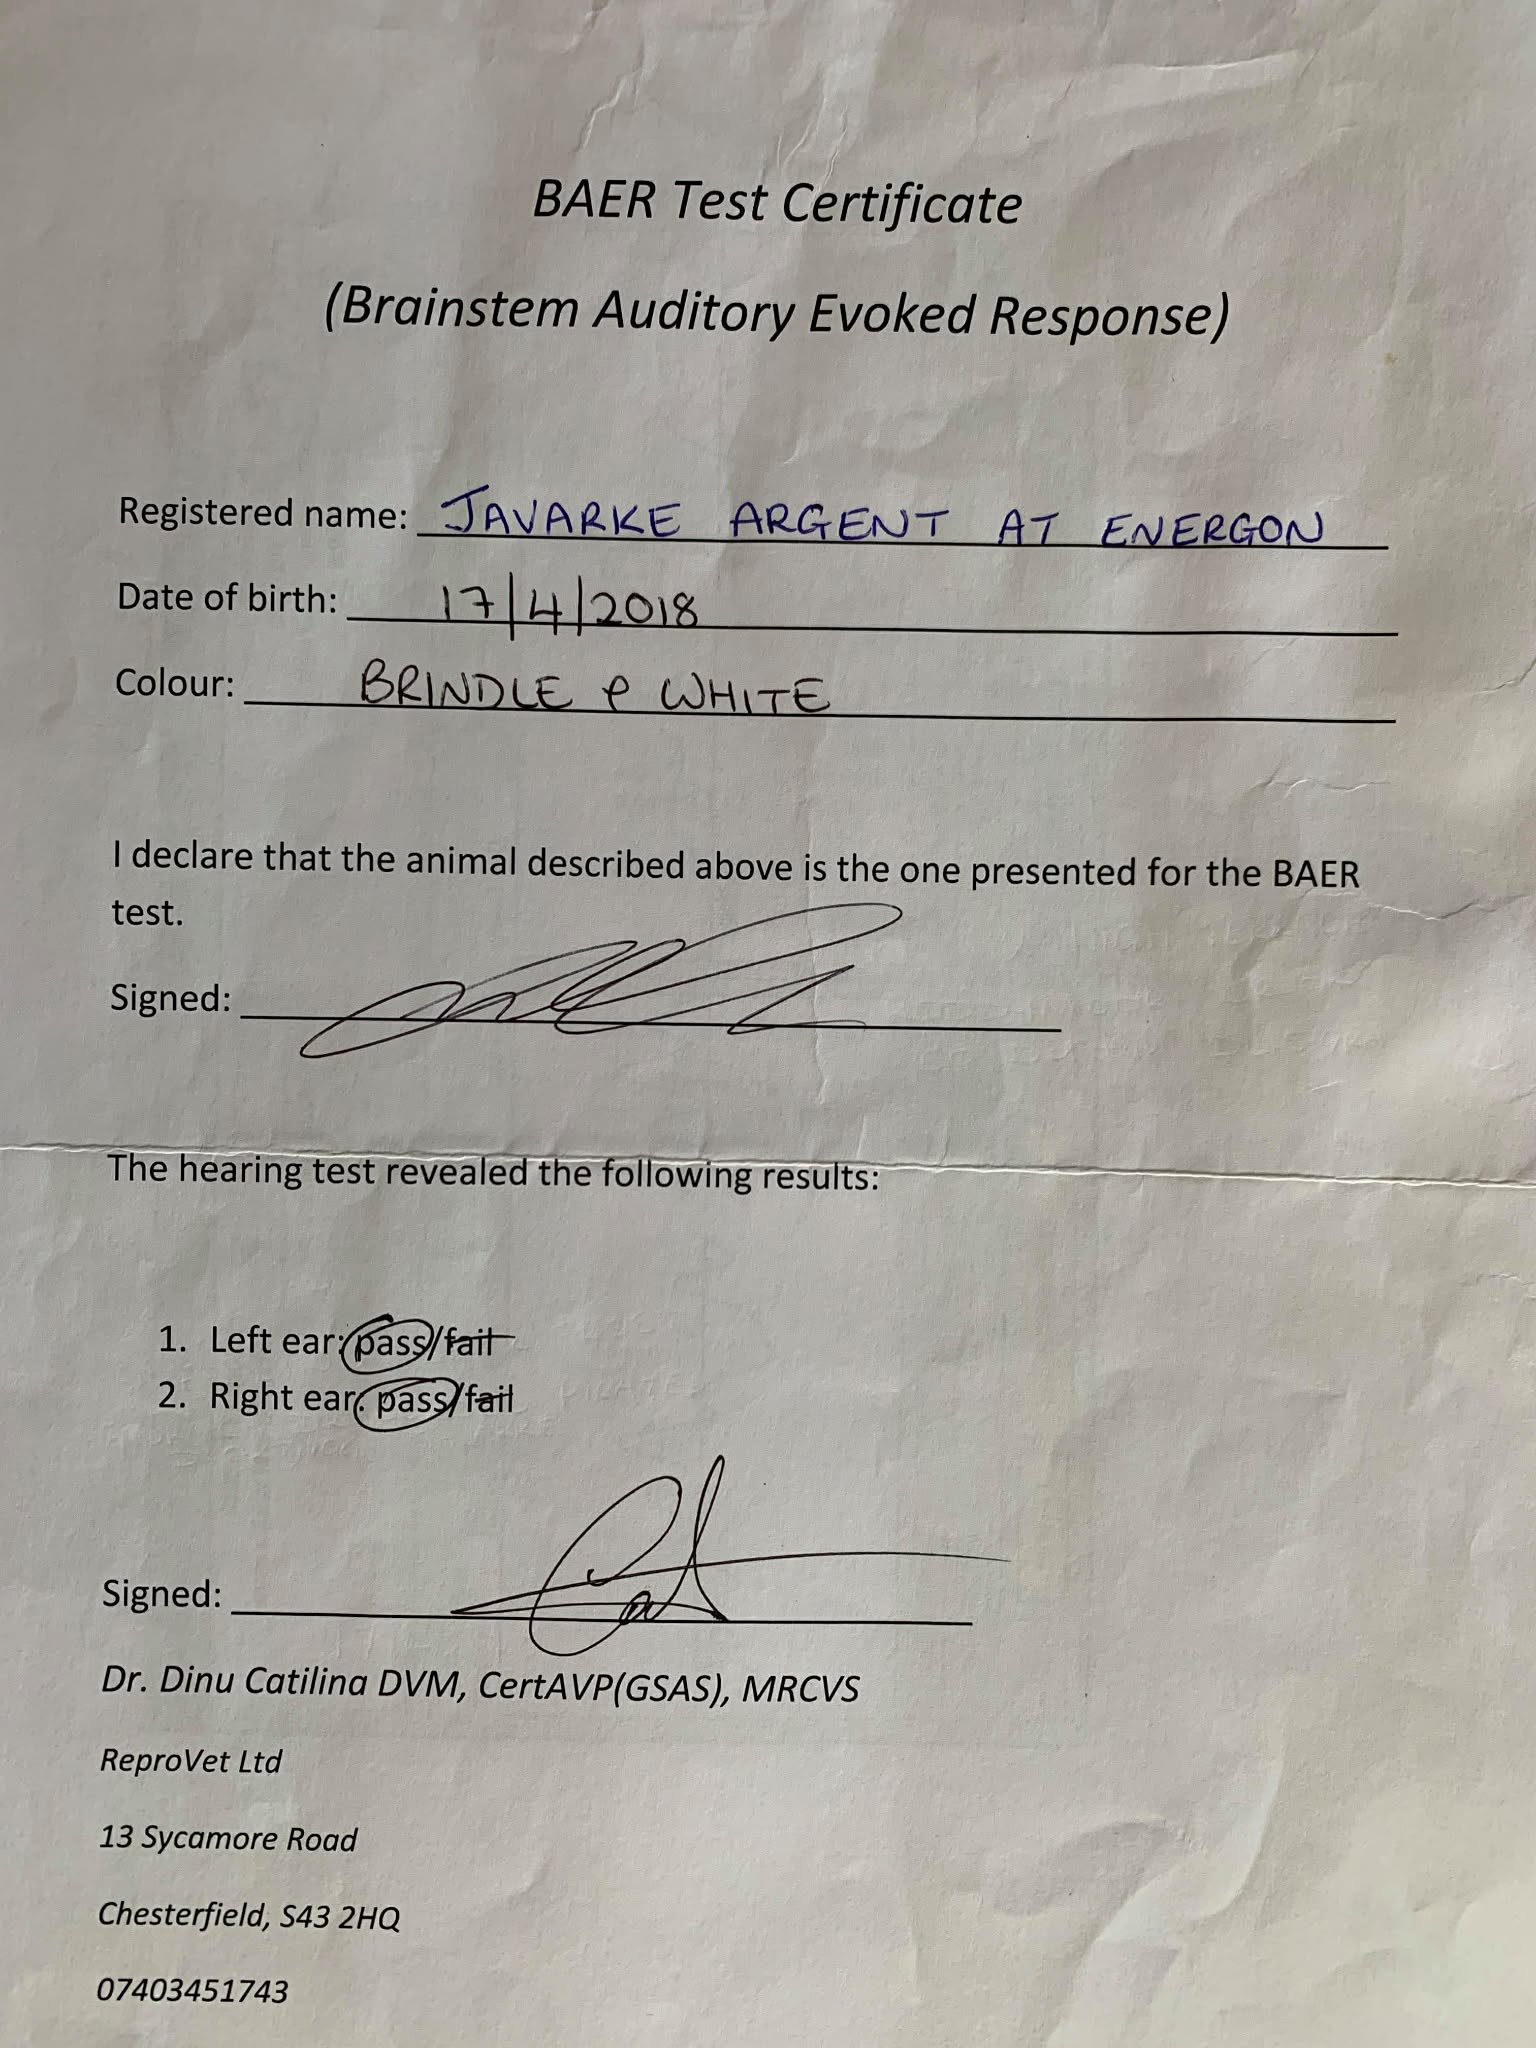 BAER Test Certificate
(Brainstem Auditory Evoked Response)
Registered name: JAVARKE ARGENT AT ENERGON
Date of birth: 17/4/2018
Colour: BRINDLE & WHITE
I declare that the animal described above is the one presented for the BAER
test.
Signed:
The hearing test revealed the following results:
1. Left ear: pass/fail
2. Right ear: pass/fail
Signed:
Dr. Dinu Catilina DVM, CertAVP(GSAS), MRCVS
ReproVet Ltd
13 Sycamore Road
Chesterfield, S43 2HQ
07403451743